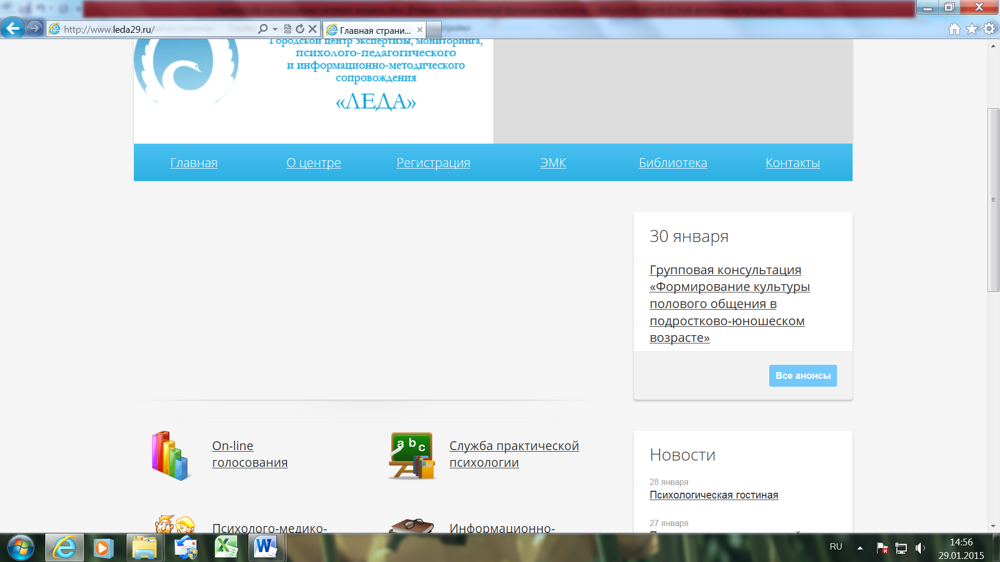 http://www.leda29.ru/
Главная страни...
Городской центр экспертизы, мониторинга,
психолого-педагогического
и информационно-методического
сопровождения
«ЛЕДА»
Главная
О центре
Регистрация
ЭМК
Библиотека
Контакты
30 января
Групповая консультация
«Формирование культуры
полового общения в
подростково-юношеском
возрасте»
Все анонсы
On-line
голосования
a b c
Служба практической
психологии
Новости
28 января
Психологическая гостиная
27 января
Психолого-медико-
Информационно-
RU
14:56
29.01.2015